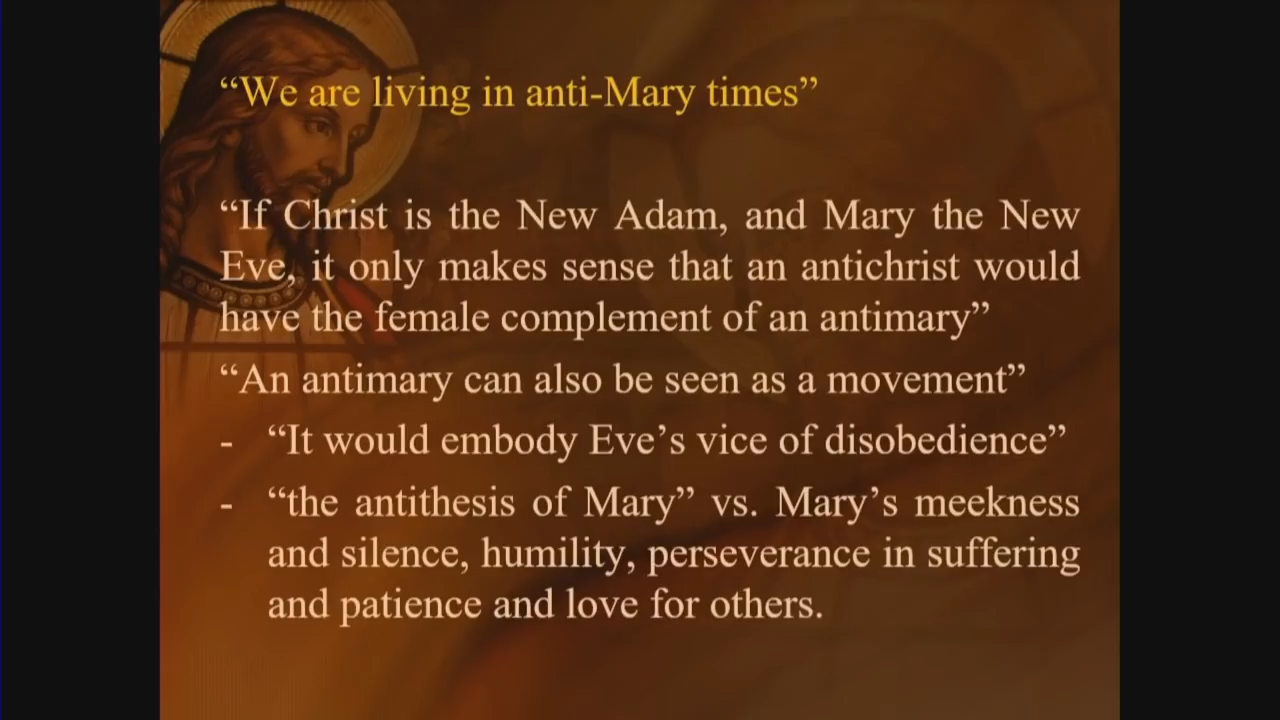 “We are living in anti-Mary times”
“If Christ is the New Adam, and Mary the New
Eve, it only makes sense that an antichrist would
have the female complement of an antimary”
“An antimary can also be seen as a movement”
- “It would embody Eve’s vice of disobedience”
- “the antithesis of Mary” vs. Mary’s meekness
and silence, humility, perseverance in suffering
and patience and love for others.